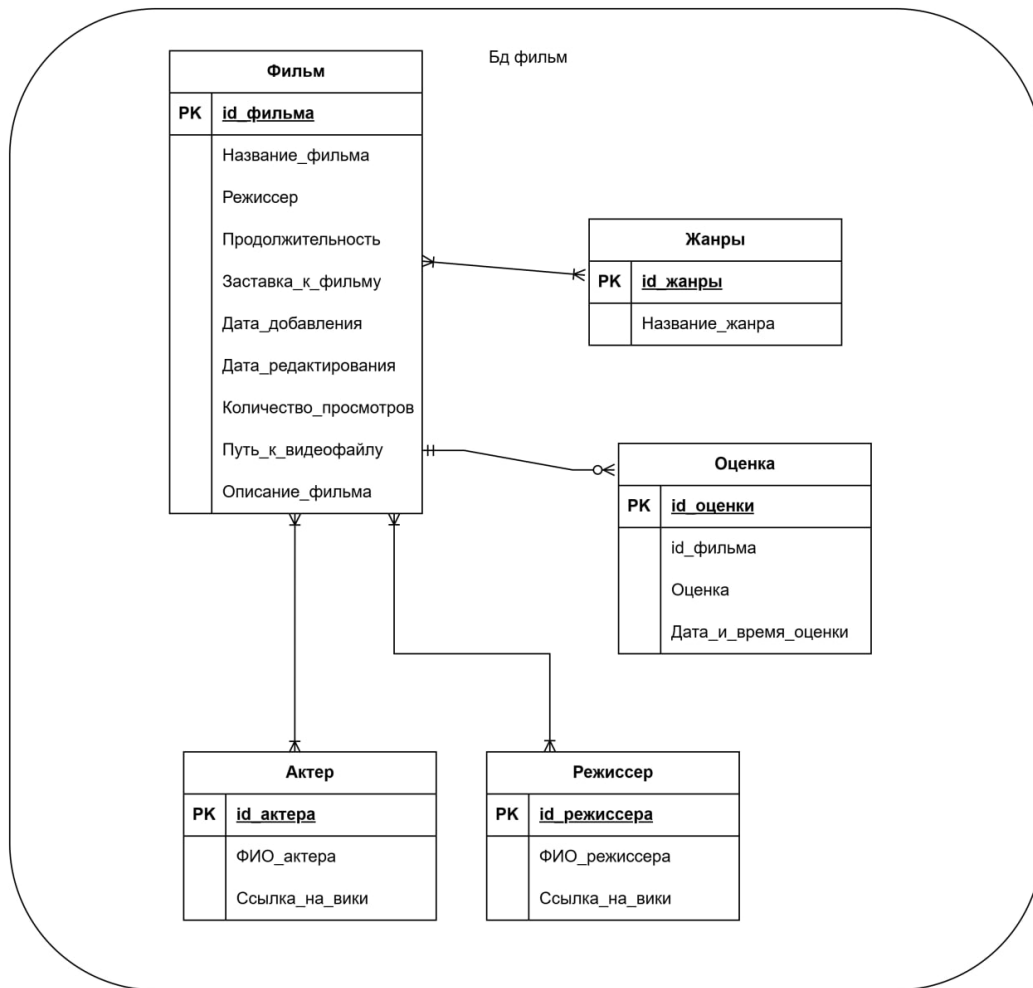 Бд фильм
Фильм
PK id_фильма
Название_фильма
Режиссер
Продолжительность
Заставка_к_фильму
Дата_добавления
Дата_редактирования
Количество_просмотров
Путь_к_видеофайлу
Описание_фильма
Жанры
PK id_жанры
Название_жанра
Оценка
PK id_оценки
id_фильма
Оценка
Дата_и_время_оценки
Актер
PK id_актера
ФИО_актера
Ссылка_на_вики
Режиссер
PK id_режиссера
ФИО_режиссера
Ссылка_на_вики